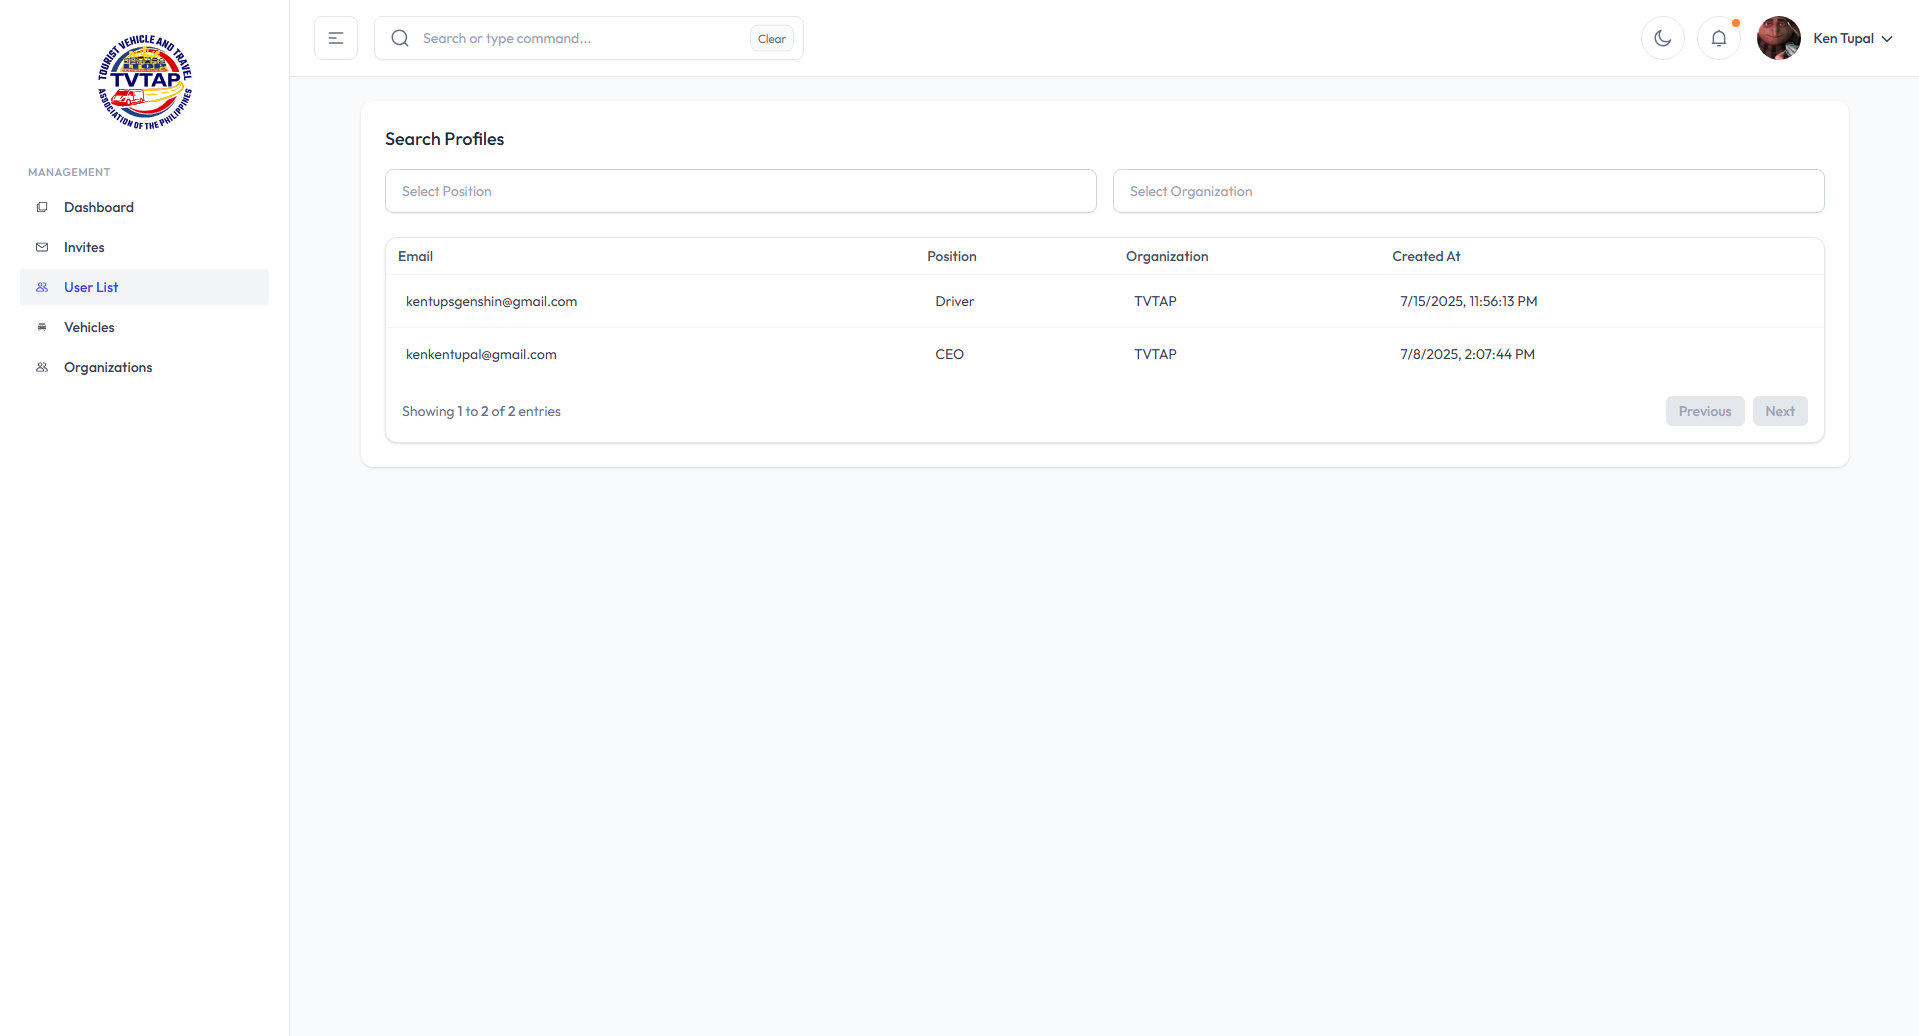 TOURIST VEHICLE AND TRAVEL
LTOP
TVTAP
ASSOCIATION OF THE PHILIPPINES
Search or type command...
Clear
Ken Tupal
MANAGEMENT
Dashboard
Invites
User List
Vehicles
Organizations
Search Profiles
Select Position
Select Organization
Email Position Organization Created At
kentupsgenshin@gmail.com Driver TVTAP 7/15/2025, 11:56:13 PM
kenkentupal@gmail.com CEO TVTAP 7/8/2025, 2:07:44 PM
Showing 1 to 2 of 2 entries
Previous Next